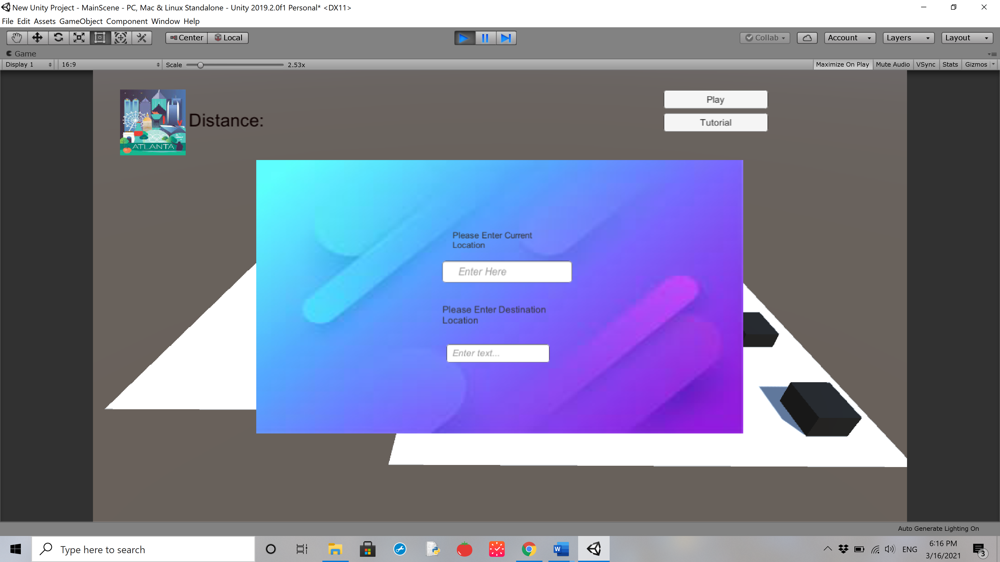 New Unity Project - MainScene - PC, Mac & Linux Standalone - Unity 2019.2.0f1 Personal* <DX11>
File Edit Assets GameObject Component Window Help
Center Local Collab Account Layers Layout
Game
Display 1 16:9 Scale 2.53x Maximize On Play Mute Audio VSync Stats Gizmos
Play
Tutorial
Distance:
ATLANTA
Please Enter Current
Location
Enter Here
Please Enter Destination
Location
Enter text...
Auto Generate Lighting On
Type here to search
W
ENG
6:16 PM
3/16/2021
3